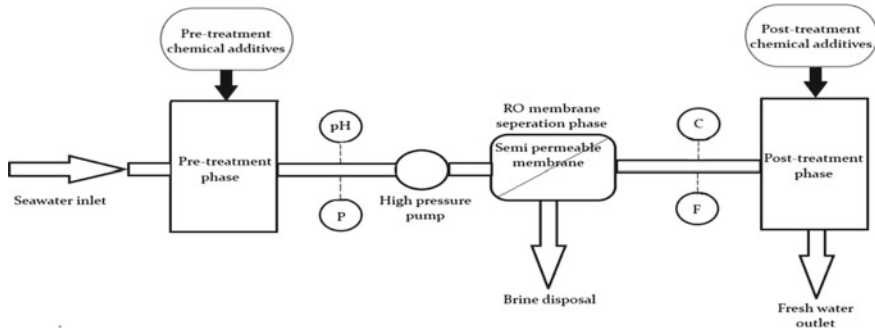 Pre-treatment
chemical additives
Post-treatment
chemical additives
RO membrane
seperation phase
pH
C
Semi permeable
membrane
Pre-treatment
phase
Post-treatment
phase
Seawater inlet
P
High pressure
pump
F
Brine disposal
Fresh water
outlet